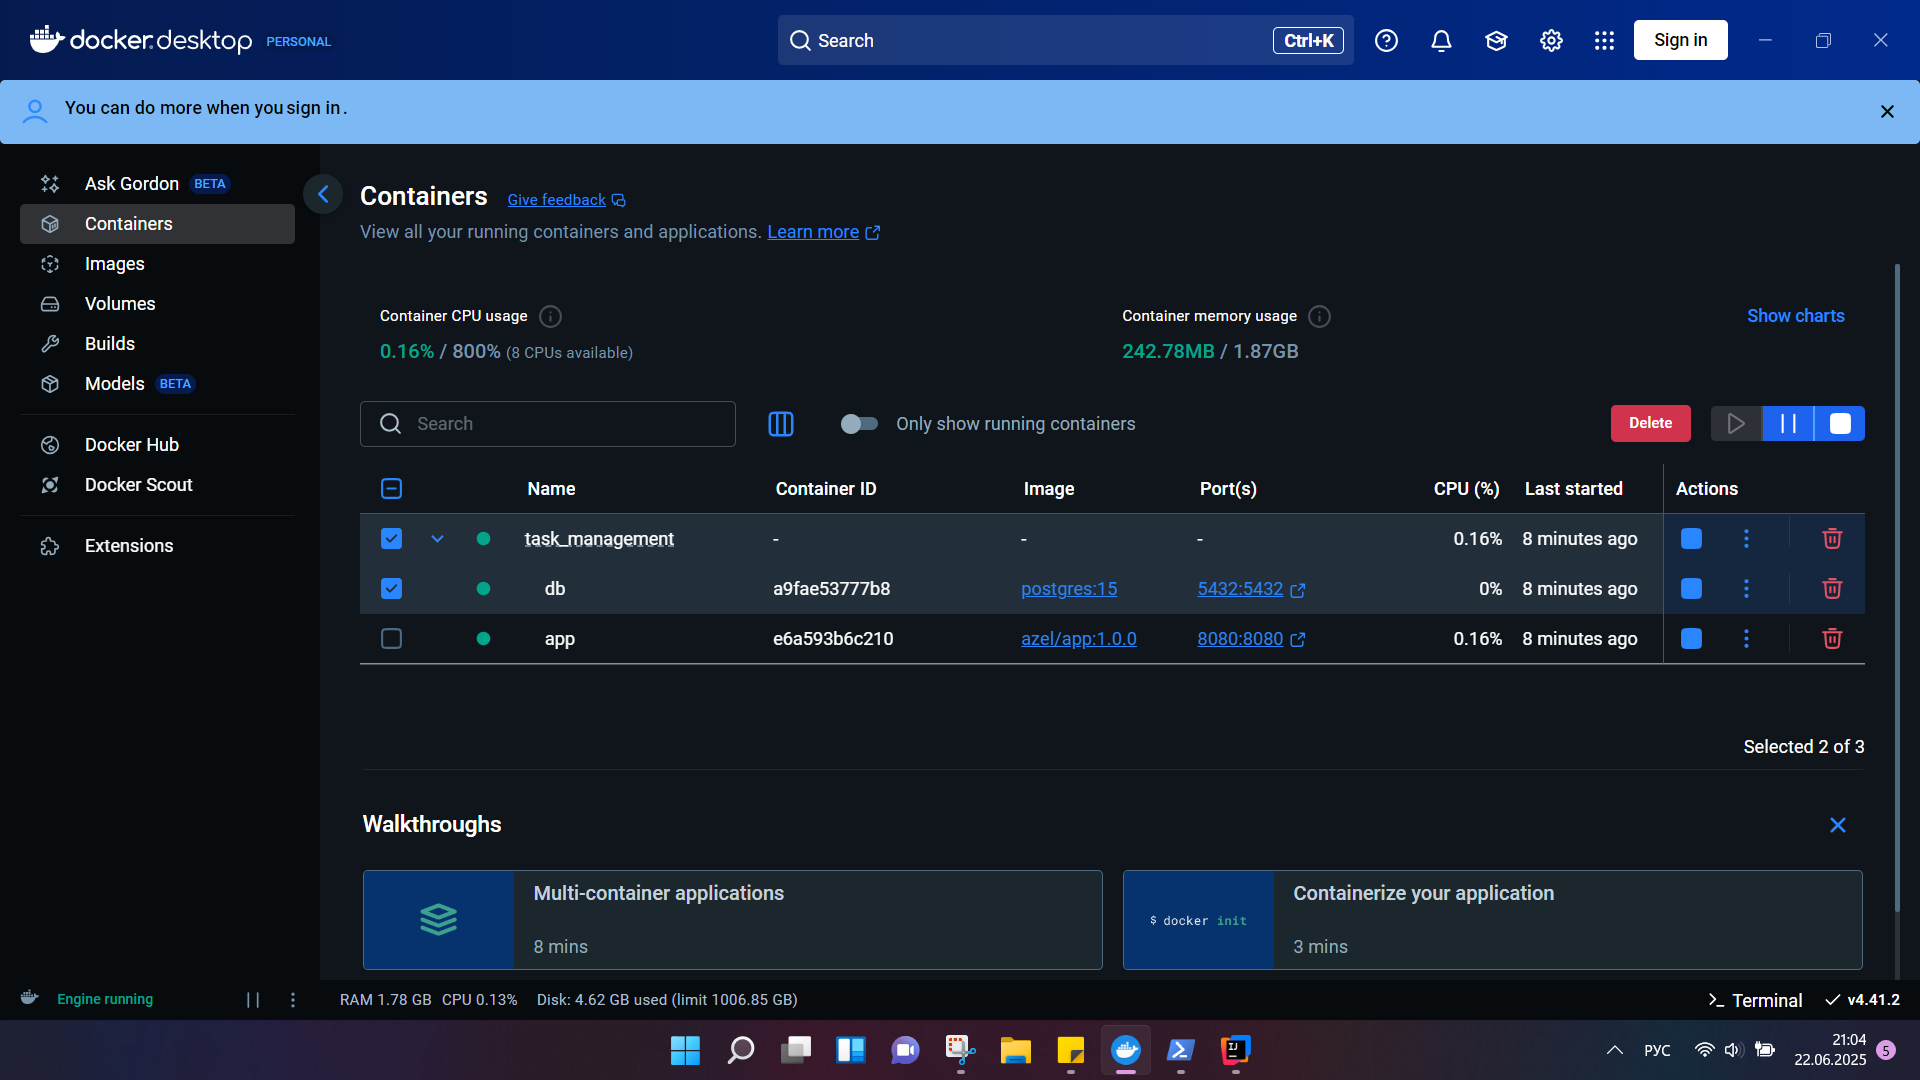 docker.desktop PERSONAL
Search
Ctrl+K
Sign in
You can do more when you sign in.
Ask Gordon BETA
Containers
Images
Volumes
Builds
Models BETA
Docker Hub
Docker Scout
Extensions
Containers Give feedback
View all your running containers and applications. Learn more
Container CPU usage
0.16% / 800% (8 CPUs available)
Container memory usage
242.78MB / 1.87GB
Show charts
Search
Only show running containers
Delete
Name Container ID Image Port(s) CPU (%) Last started Actions
task_management - - - 0.16% 8 minutes ago
db a9fae53777b8 postgres:15 5432:5432 0% 8 minutes ago
app e6a593b6c210 azel/app:1.0.0 8080:8080 0.16% 8 minutes ago
Selected 2 of 3
Walkthroughs
Multi-container applications
8 mins
$ docker init
Containerize your application
3 mins
Engine running
RAM 1.78 GB CPU 0.13% Disk: 4.62 GB used (limit 1006.85 GB)
>_ Terminal
v4.41.2
IJ
РУС
21:04
22.06.2025
5